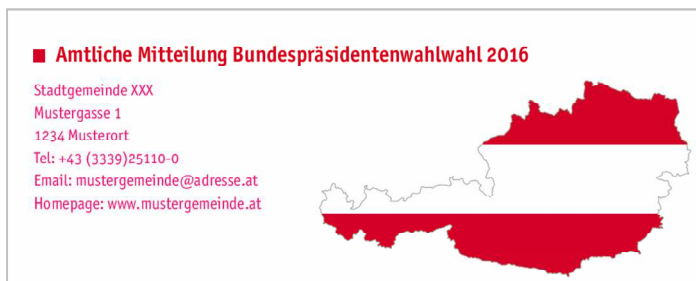 Amtliche Mitteilung Bundespräsidentenwahlwahl 2016
Stadtgemeinde XXX
Mustergasse 1
1234 Musterort
Tel: +43 (3339)25110-0
Email: mustergemeinde@adresse.at
Homepage: www.mustergemeinde.at